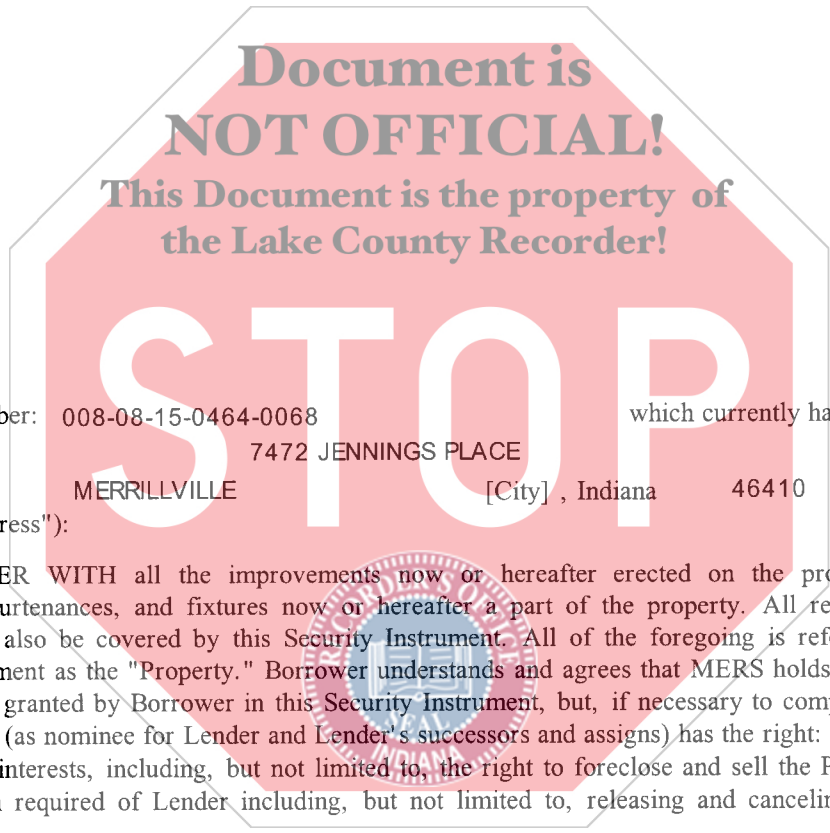 Document is
NOT OFFICIAL!
This Document is the property of
the Lake County Recorder!
STOP
ber: 008-08-15-0464-0068 which currently ha
7472 JENNINGS PLACE
MERRILLVILLE [City] , Indiana 46410
ress"):
ER WITH all the improvements now or hereafter erected on the pro
urtenances, and fixtures now or hereafter a part of the property. All re
also be covered by this Security Instrument. All of the foregoing is refe
ment as the "Property." Borrower understands and agrees that MERS holds
granted by Borrower in this Security Instrument, but, if necessary to comp
(as nominee for Lender and Lender's successors and assigns) has the right:
interests, including, but not limited to, the right to foreclose and sell the P
required of Lender including, but not limited to, releasing and cancelin
RECORDER'S OFFICE
SEAL
INDIANA